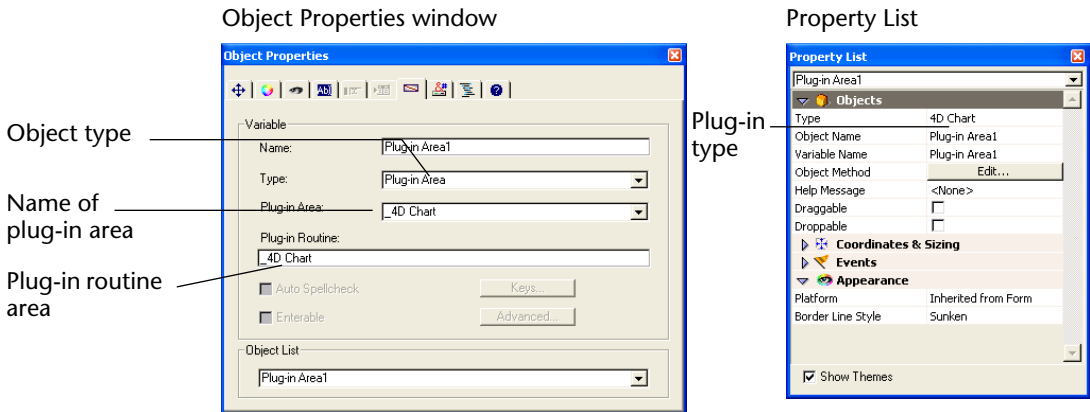 Object Properties window
Property List
Object type
Name of
plug-in area
Plug-in routine
area
Object Properties
Variable
Name: Plug-in Area1
Type: Plug-in Area
Plug-in Area: _4D Chart
Plug-in Routine:
_4D Chart
Auto Spellcheck Keys...
Enterable Advanced...
Object List
Plug-in Area1
Plug-in
type
Property List
Plug-in Area1
Objects
Type 4D Chart
Object Name Plug-in Area1
Variable Name Plug-in Area1
Object Method Edit...
Help Message <None>
Draggable
Droppable
Coordinates & Sizing
Events
Appearance
Platform Inherited from Form
Border Line Style Sunken
Show Themes